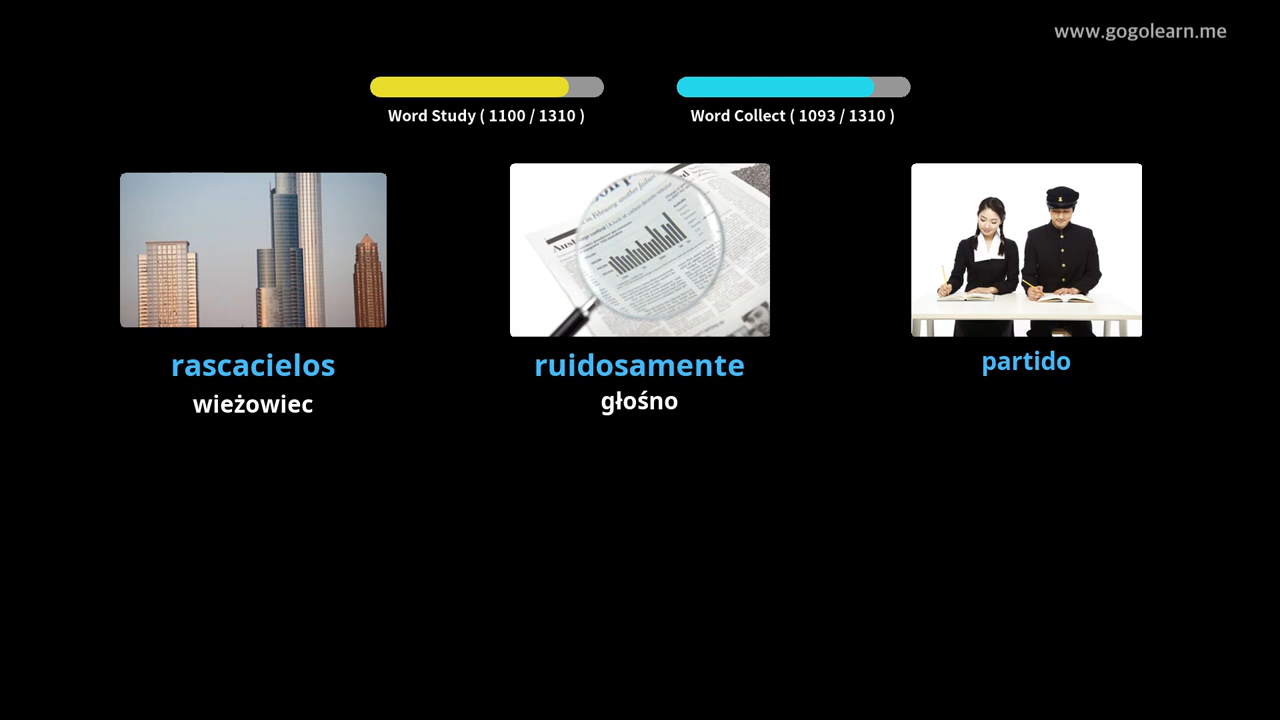 www.gogolearn.me
Word Study ( 1100 / 1310 )
Word Collect ( 1093 / 1310 )
rascacielos
wieżowiec
ruidosamente
głośno
partido